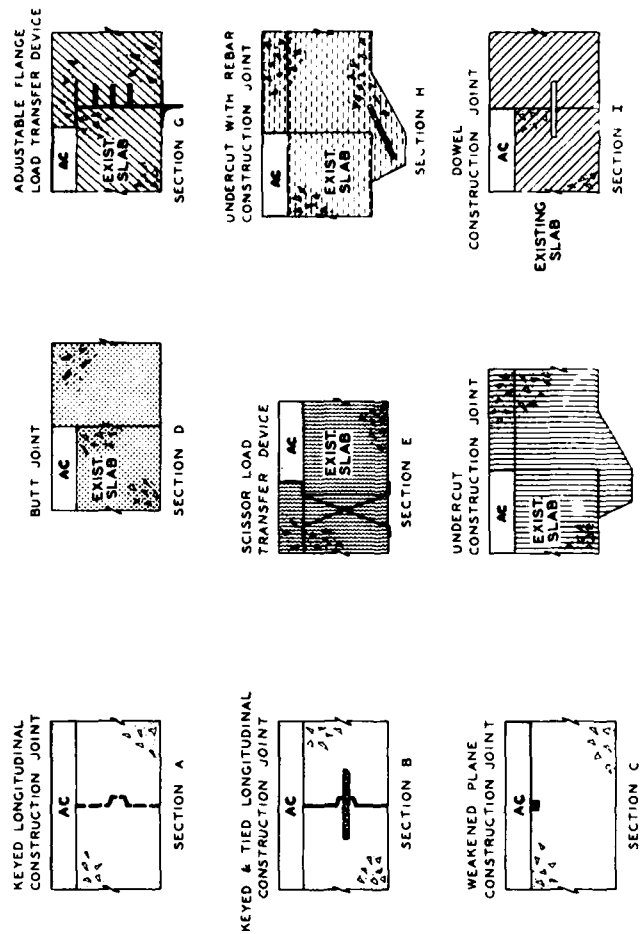 KEYED LONGITUDINAL
CONSTRUCTION JOINT
AC
SECTION A
BUTT JOINT
AC
EXIST.
SLAB
SECTION D
ADJUSTABLE FLANGE
LOAD TRANSFER DEVICE
AC
EXIST.
SLAB
SECTION G
KEYED & TIED LONGITUDINAL
CONSTRUCTION JOINT
AC
SECTION B
SCISSOR LOAD
TRANSFER DEVICE
AC
EXIST.
SLAB
SECTION E
UNDERCUT WITH REBAR
CONSTRUCTION JOINT
AC
EXIST.
SLAB
SECTION H
WEAKENED PLANE
CONSTRUCTION JOINT
AC
SECTION C
UNDERCUT
CONSTRUCTION JOINT
AC
EXIST.
SLAB
DOWEL
CONSTRUCTION JOINT
AC
EXISTING
SLAB
SECTION I